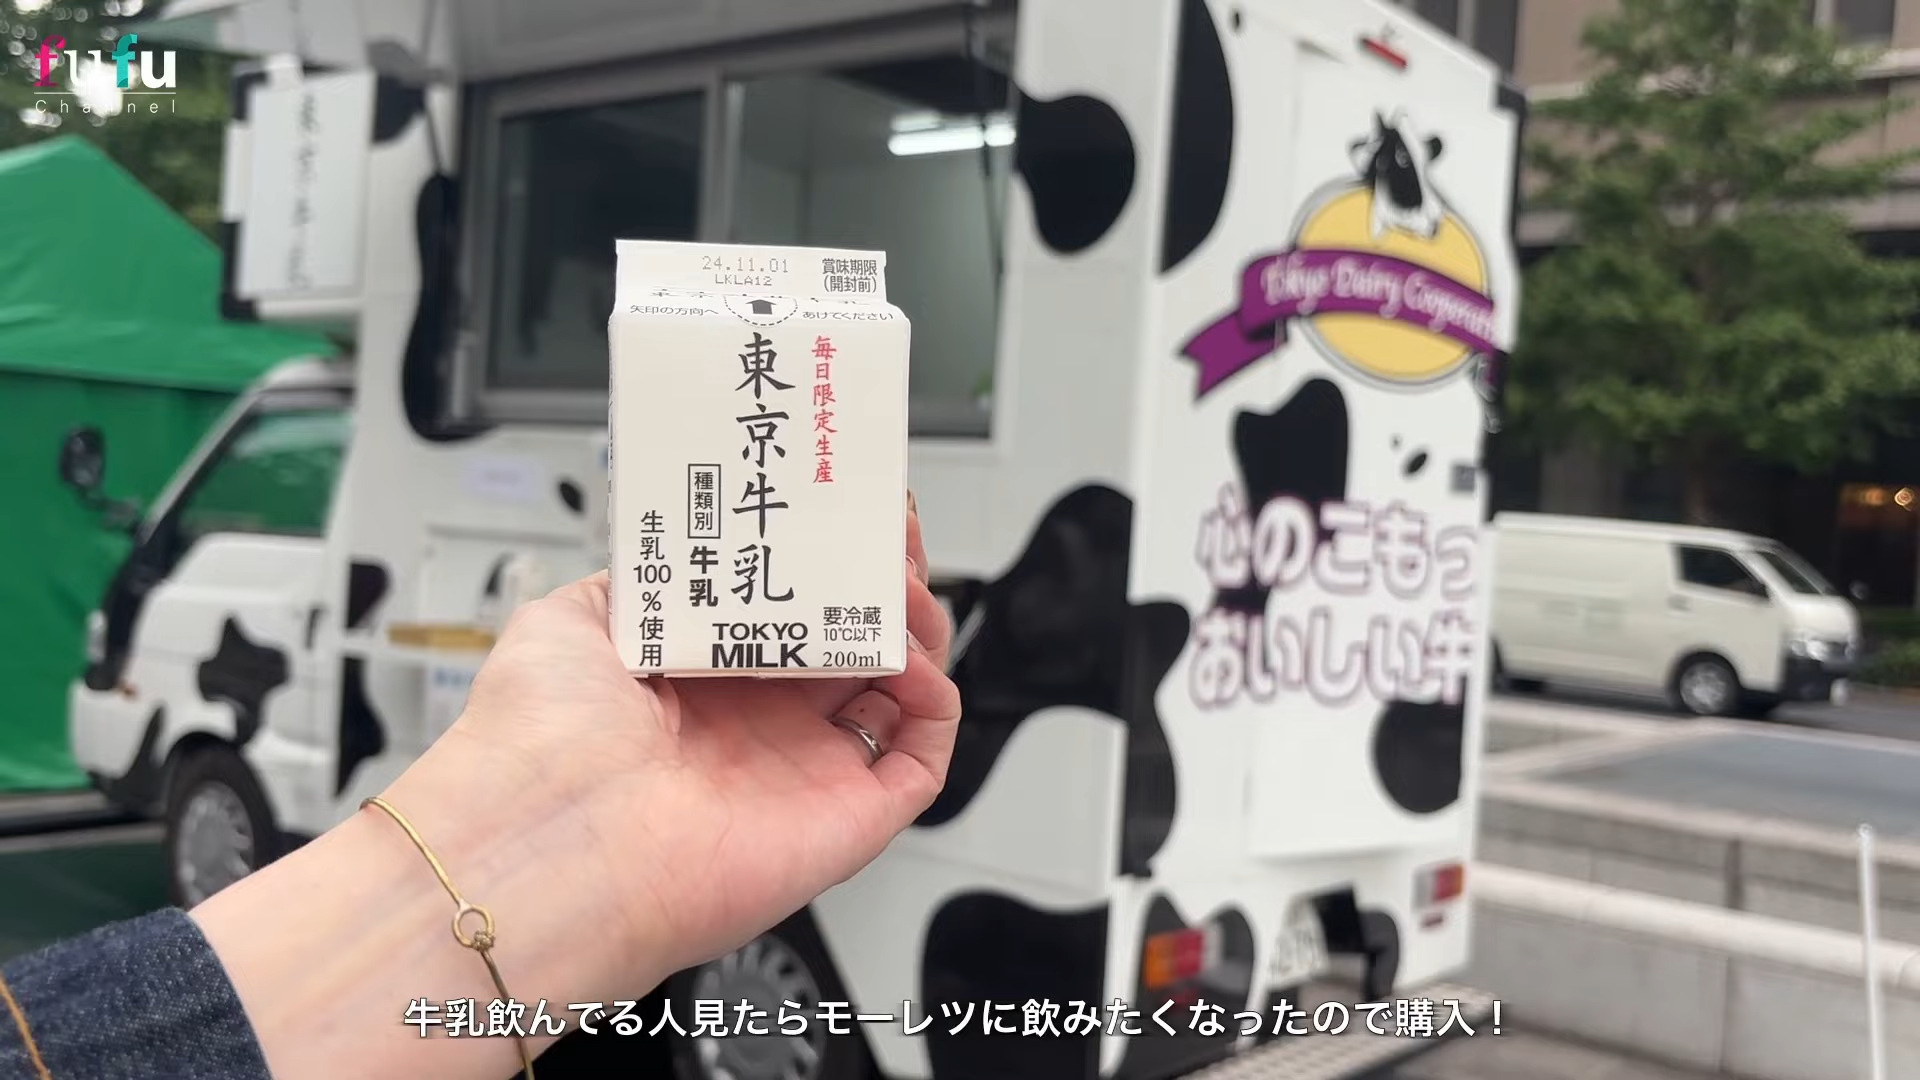 fufu
Channel
24.11.01
LKLA12
賞味期限
(開封前)
矢印の方向へ
あけてください
毎日限定生産
東京牛乳
種類別
牛乳
生乳100%使用
要冷蔵
10℃以下
200ml
TOKYO
MILK
Tokyo Dairy Cooperati
心のこもっ
おいしい牛
牛乳飲んでる人見たらモーレツに飲みたくなったので購入!